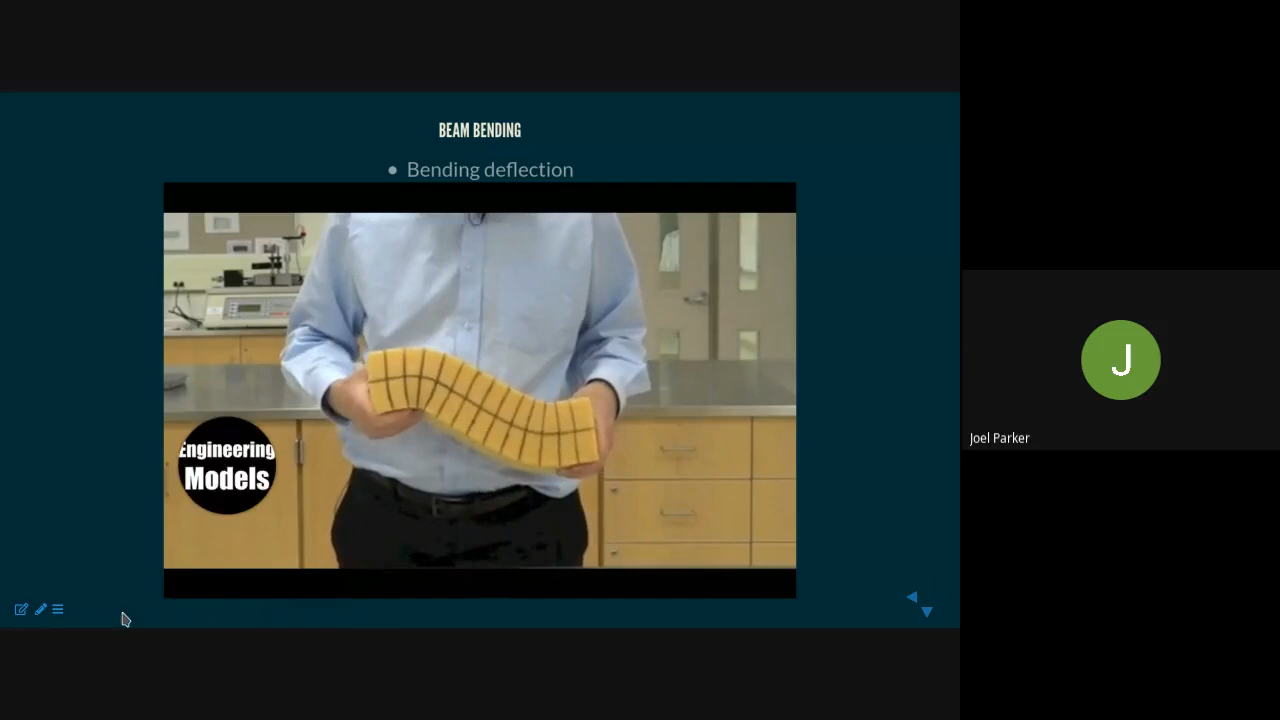 BEAM BENDING
• Bending deflection
Engineering
Models
J
Joel Parker